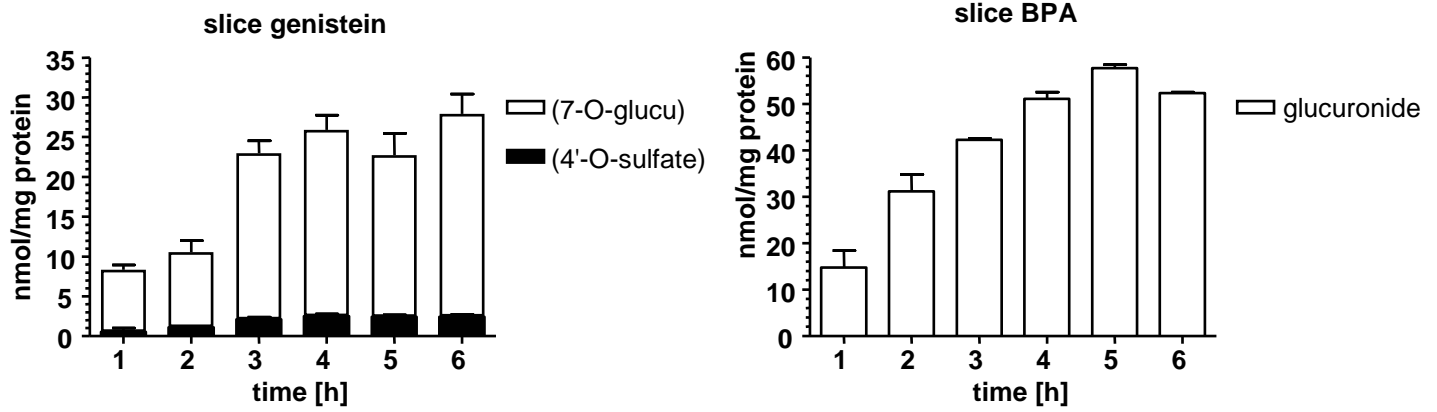 slice genistein
nmol/mg protein
35
30
25
20
15
10
5
0
1 2 3 4 5 6
time [h]
(7-O-glucu)
(4'-O-sulfate)
slice BPA
nmol/mg protein
60
50
40
30
20
10
0
1 2 3 4 5 6
time [h]
glucuronide